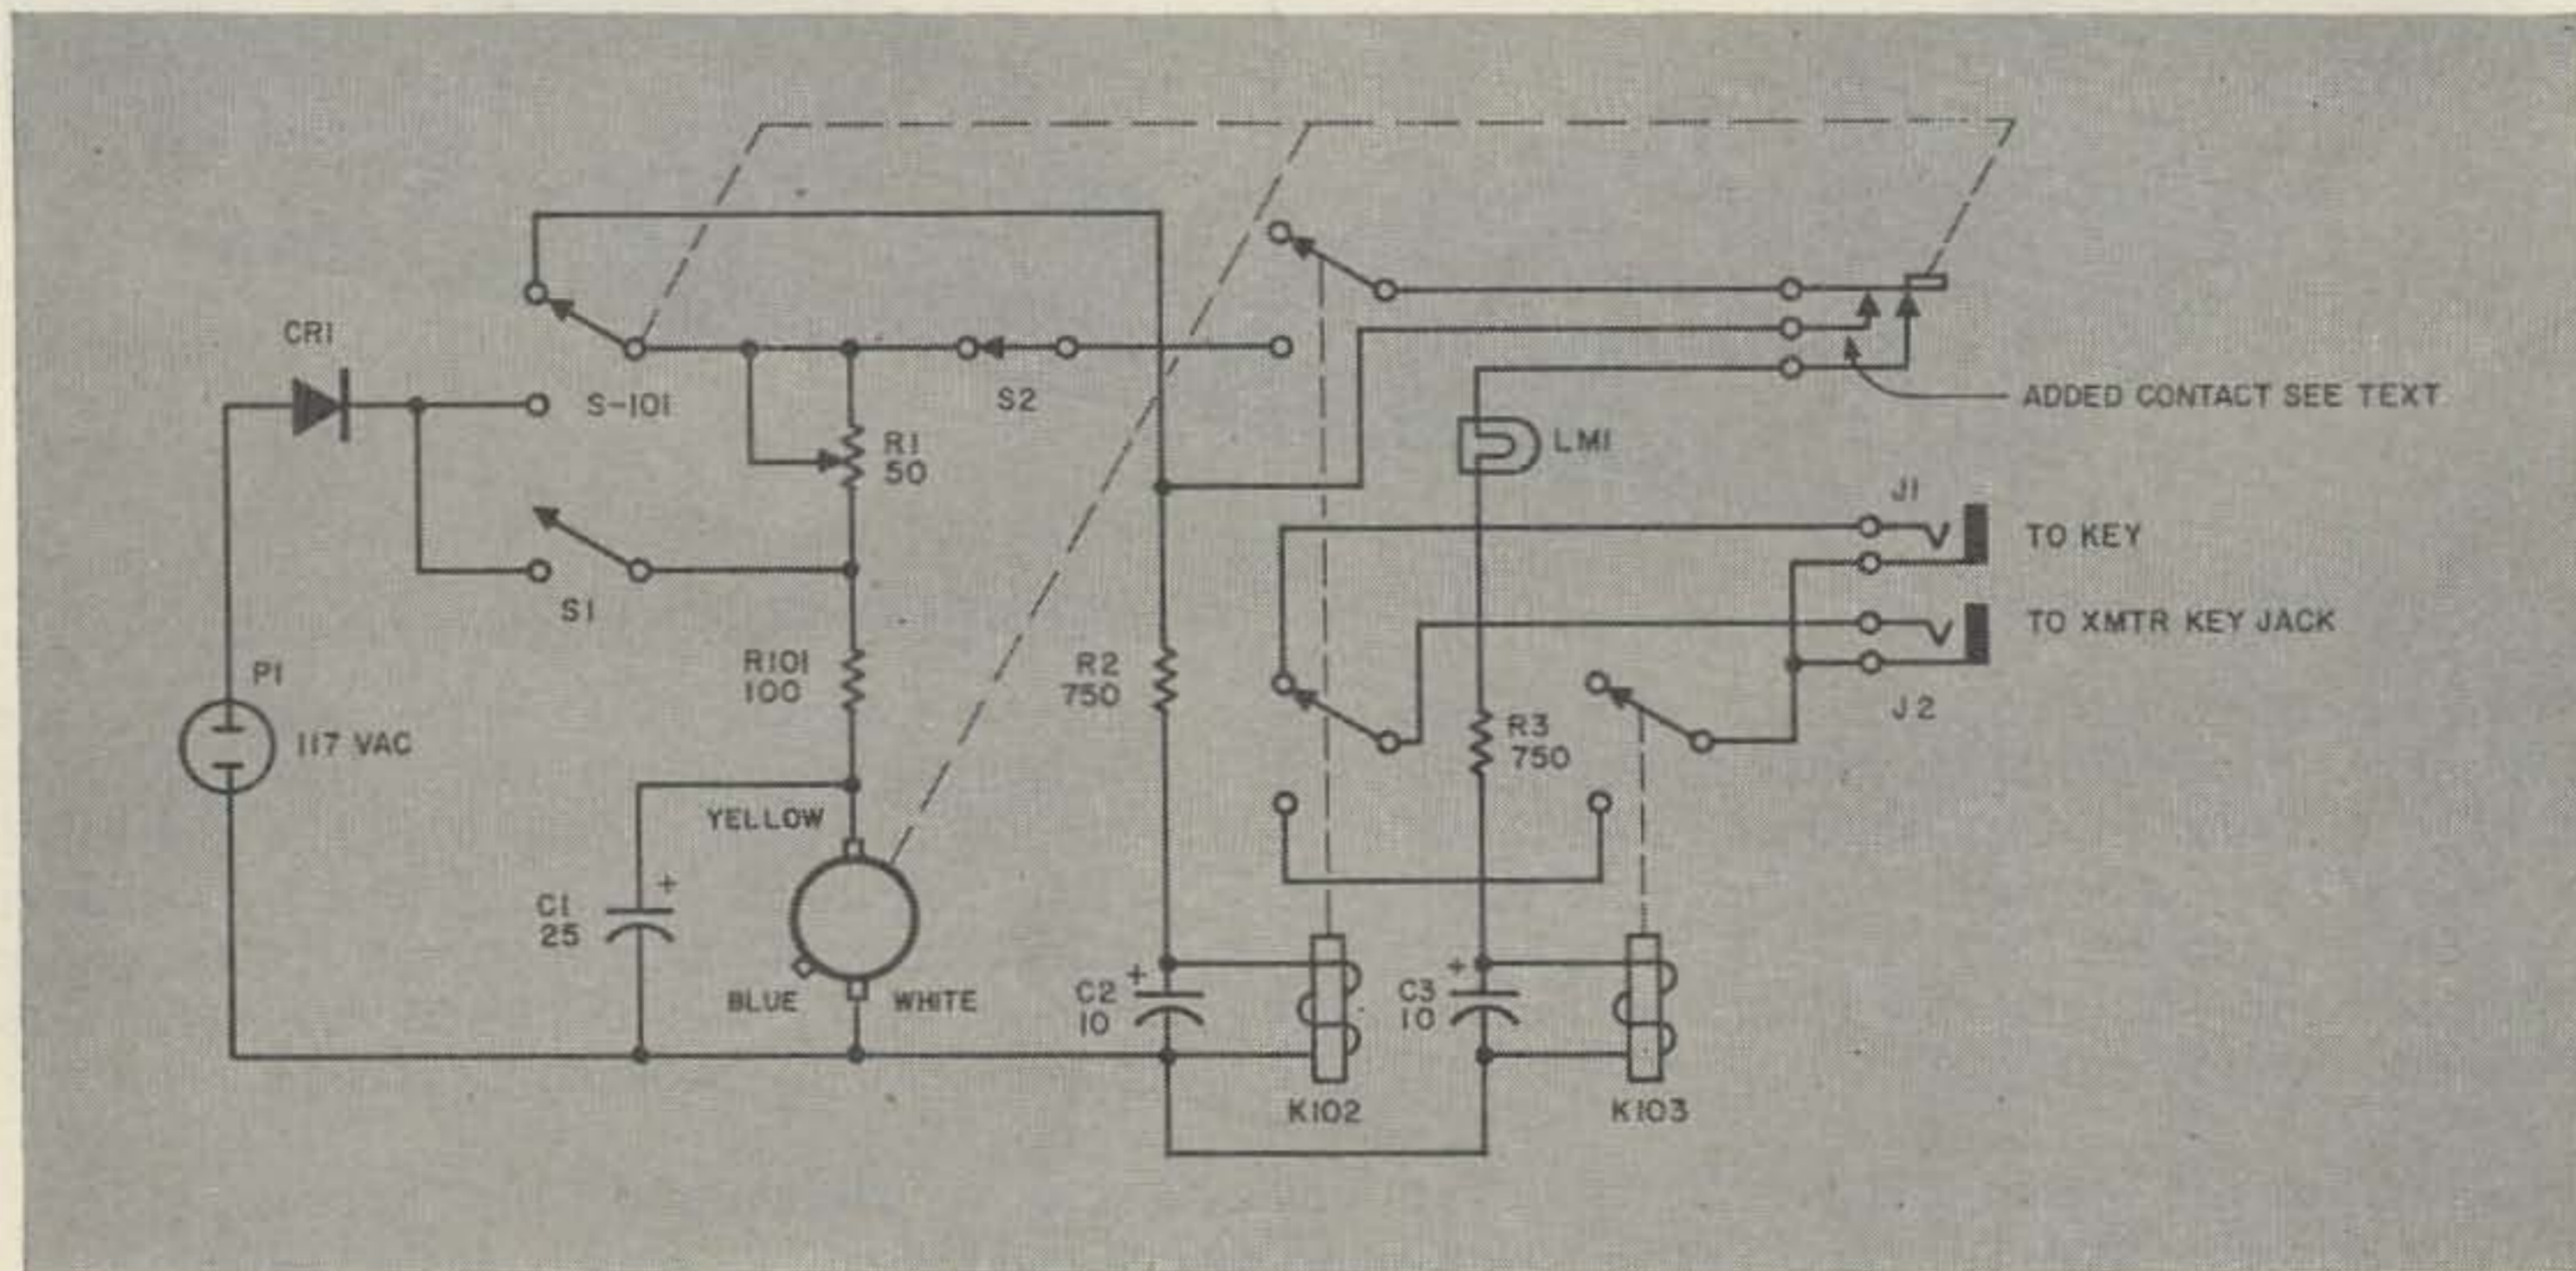 CR1
S-101
S2
ADDED CONTACT SEE TEXT
R1
50
LM1
J1
TO KEY
S1
TO XMTR KEY JACK
P1
R101
100
R2
750
J2
117 VAC
R3
750
YELLOW
+
C1
25
+
+
BLUE
WHITE
C2
10
C3
10
K102
K103